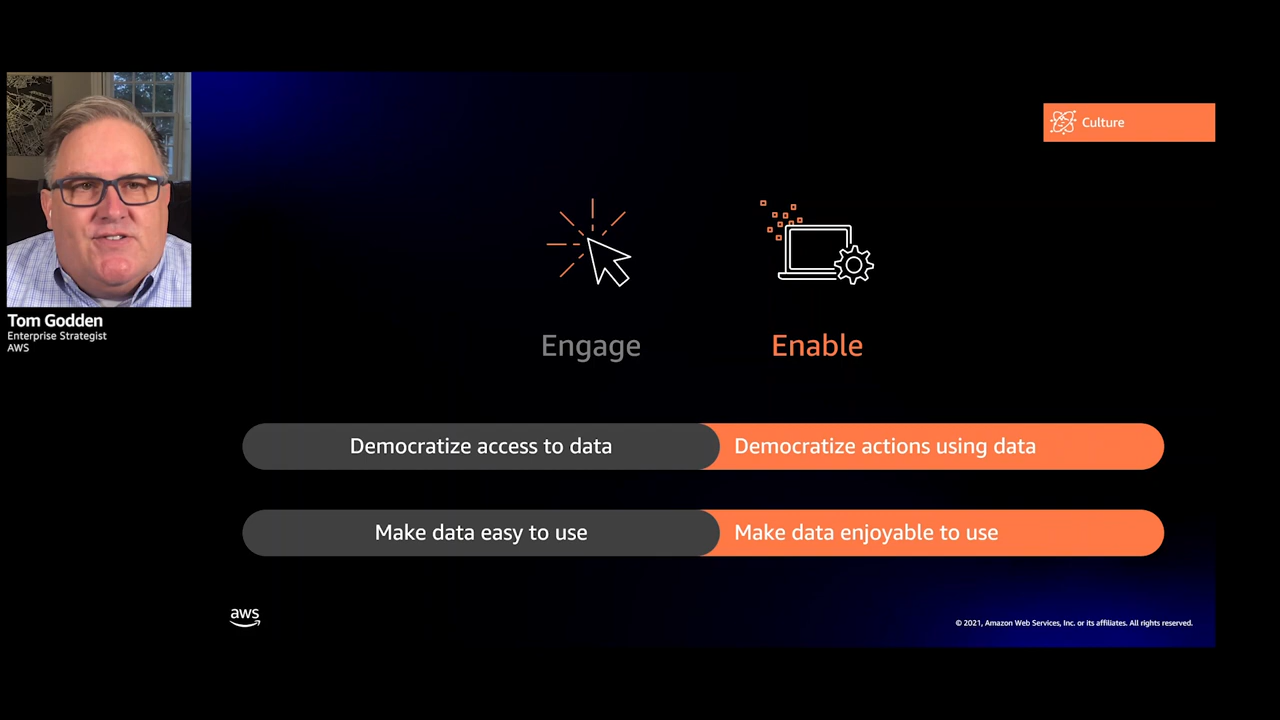 Culture
Tom Godden
Enterprise Strategist
AWS
Engage
Enable
Democratize access to data
Democratize actions using data
Make data easy to use
Make data enjoyable to use
aws
© 2021, Amazon Web Services, Inc. or its affiliates. All rights reserved.